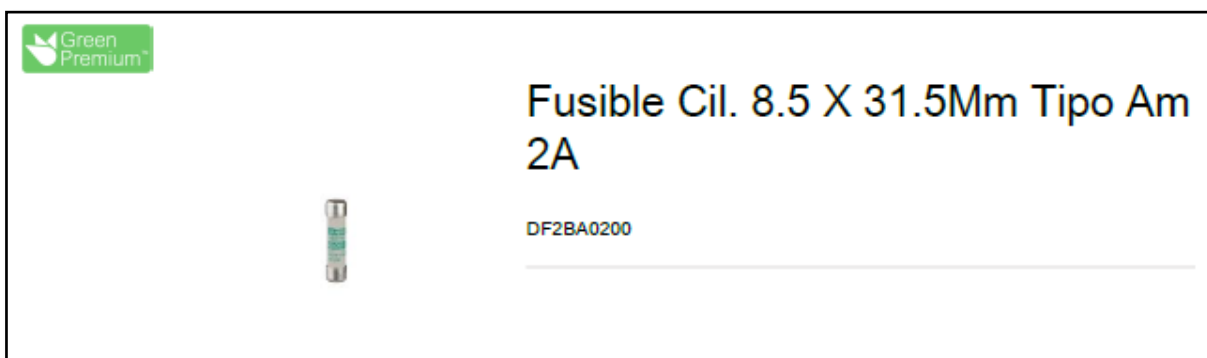 Green
Premium™
Fusible Cil. 8.5 X 31.5Mm Tipo Am
2A
DF2BA0200